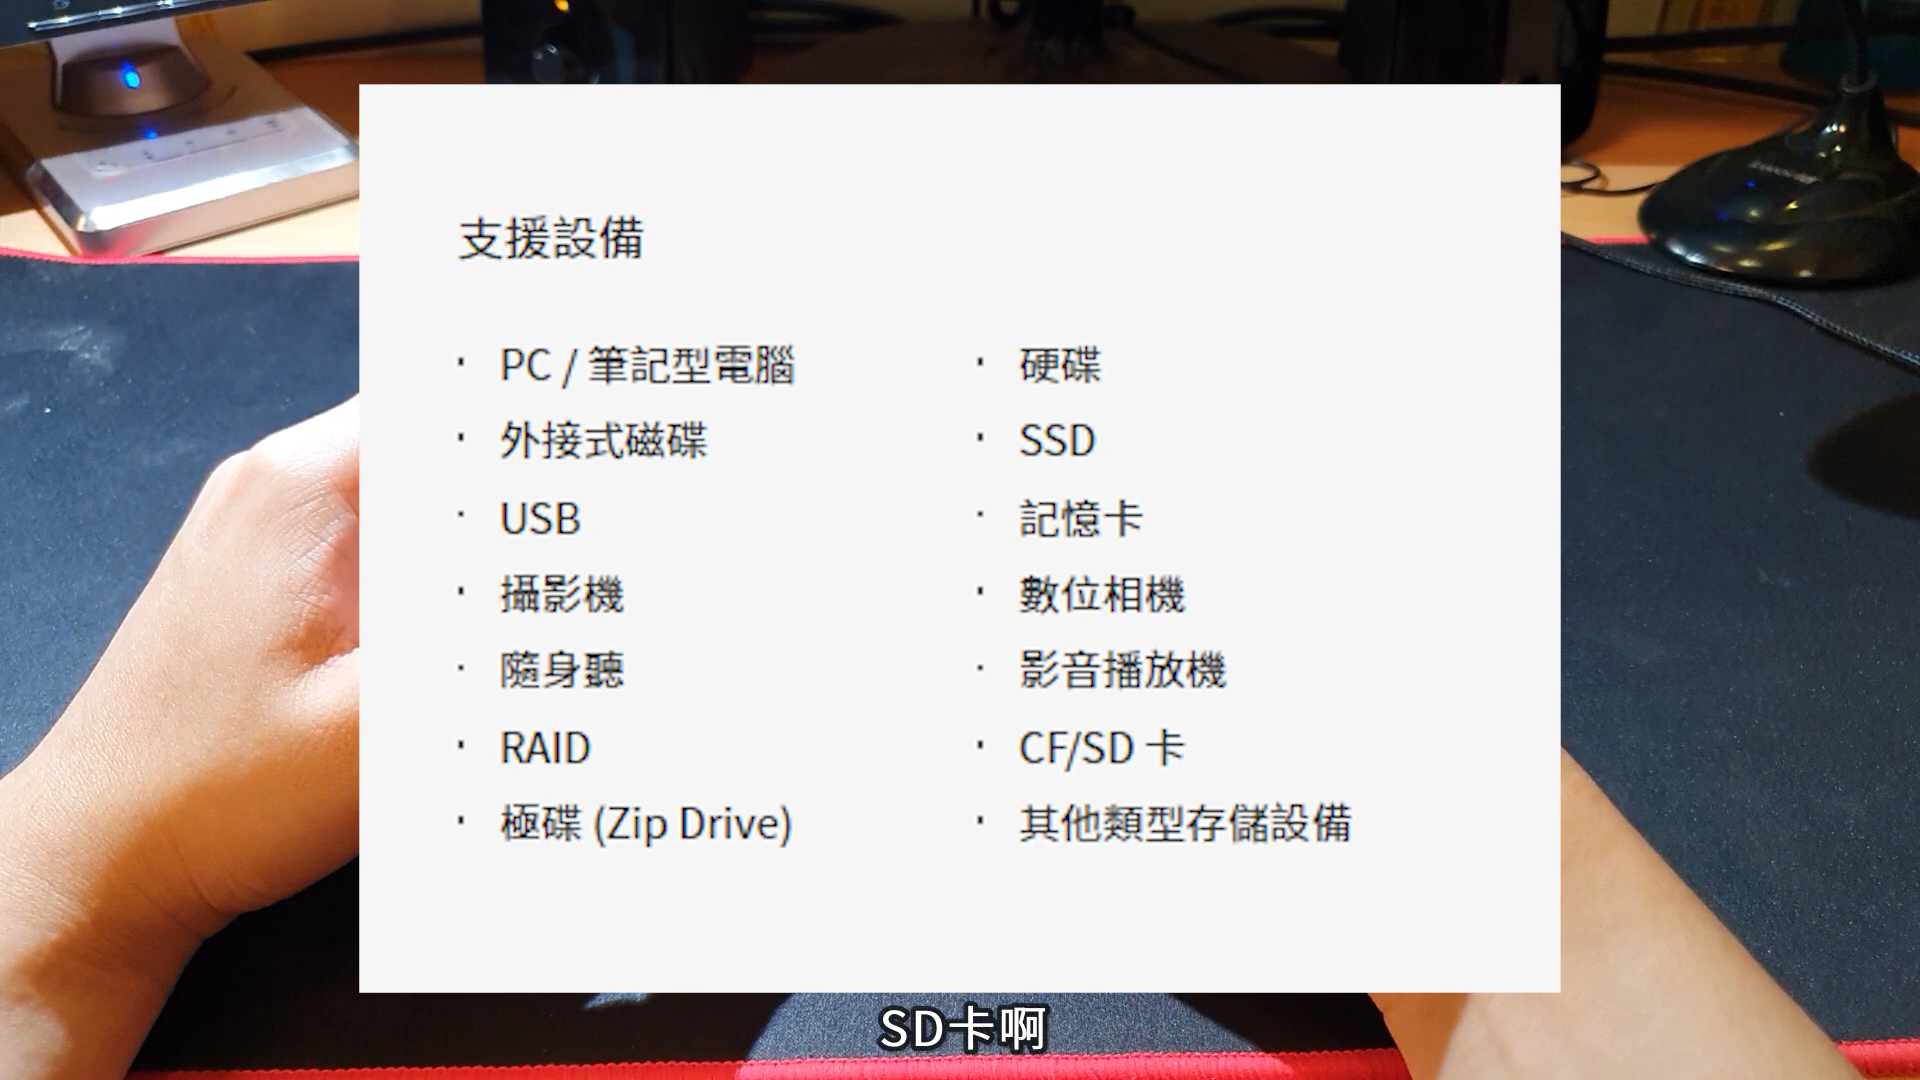 支援設備
· PC / 筆記型電腦
· 外接式磁碟
· USB
· 攝影機
· 隨身聽
· RAID
· 極碟 (Zip Drive)
· 硬碟
· SSD
· 記憶卡
· 數位相機
· 影音播放機
· CF/SD 卡
· 其他類型存儲設備
SD卡啊